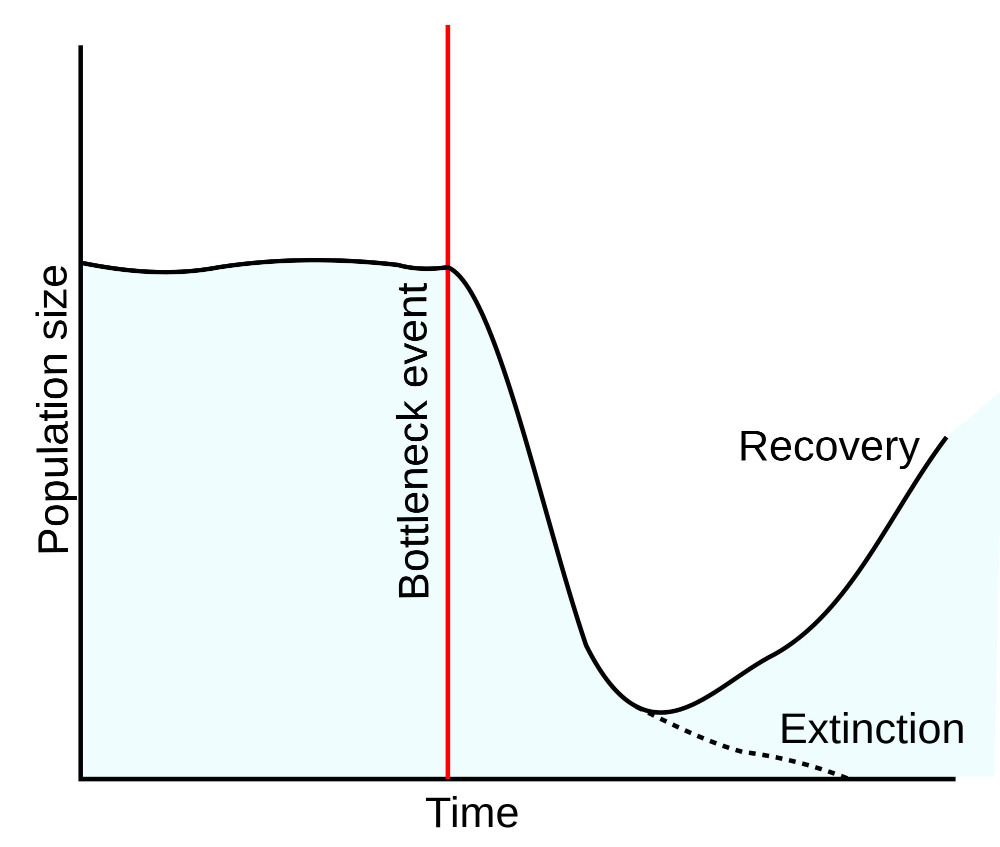 Population size
Bottleneck event
Recovery
Extinction
Time